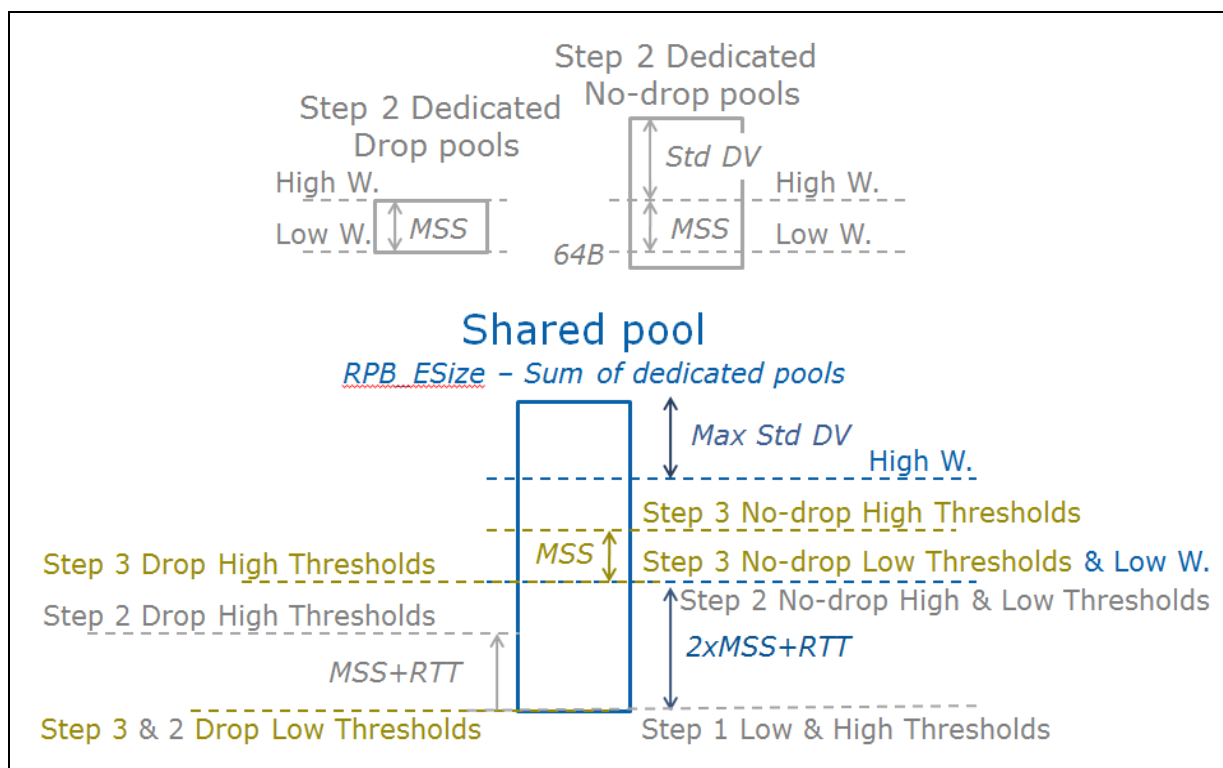 Step 2 Dedicated
No-drop pools
Step 2 Dedicated
Drop pools
Std DV
High W.
High W.
MSS
MSS
Low W.
Low W.
64B
Shared pool
RPB_ESize – Sum of dedicated pools
Max Std DV
High W.
Step 3 No-drop High Thresholds
MSS
Step 3 Drop High Thresholds
Step 3 No-drop Low Thresholds & Low W.
Step 2 No-drop High & Low Thresholds
Step 2 Drop High Thresholds
2xMSS+RTT
MSS+RTT
Step 3 & 2 Drop Low Thresholds
Step 1 Low & High Thresholds